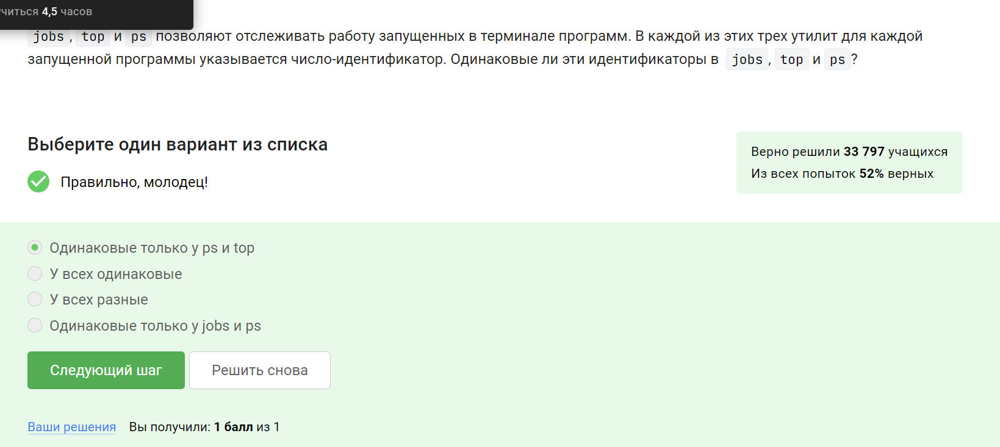 читься 4,5 часов
jobs, top и ps позволяют отслеживать работу запущенных в терминале программ. В каждой из этих трех утилит для каждой
запущенной программы указывается число-идентификатор. Одинаковые ли эти идентификаторы в jobs, top и ps?
Выберите один вариант из списка
Правильно, молодец!
Верно решили 33 797 учащихся
Из всех попыток 52% верных
Одинаковые только у ps и top
У всех одинаковые
У всех разные
Одинаковые только у jobs и ps
Следующий шаг
Решить снова
Ваши решения Вы получили: 1 балл из 1